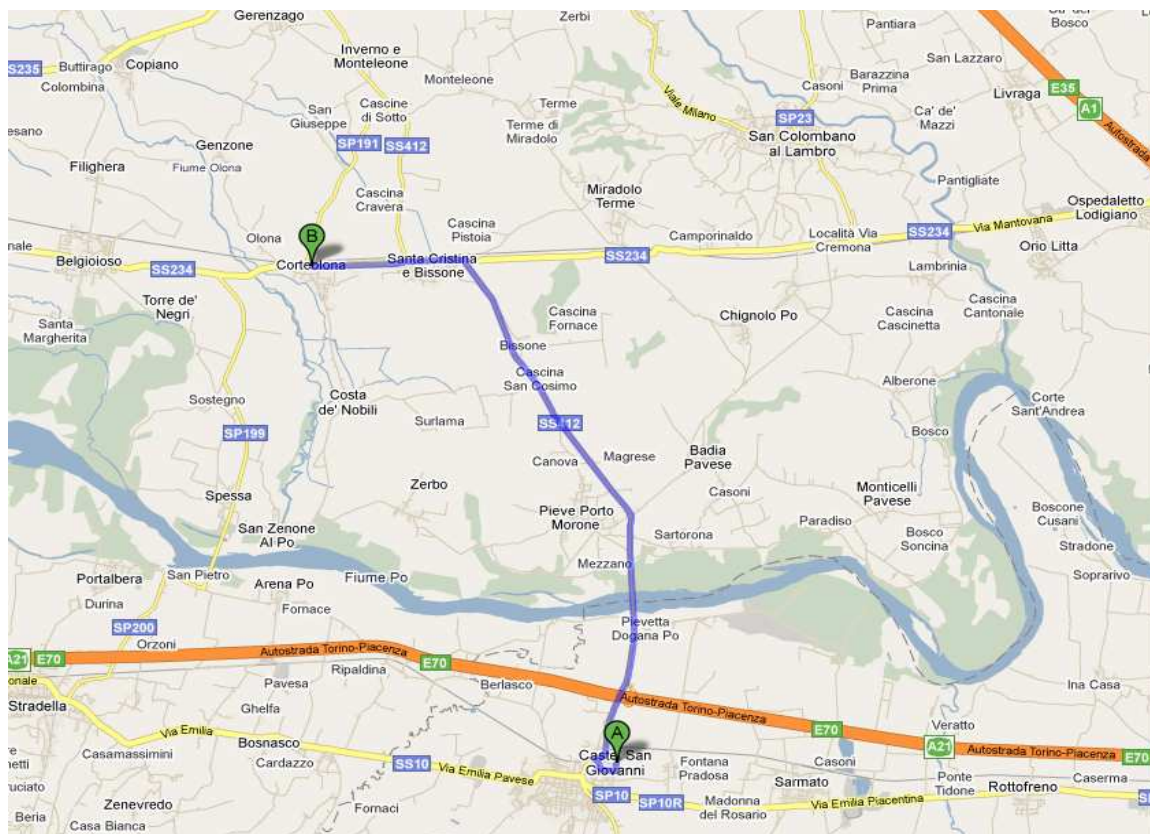 Gerenzago
Zerbi
Pantiara
Ca' del
Bosco
SS235
Buttirago
Copiano
Colombina
Inverno e
Monteleone
Monteleone
San Lazzaro
Casoni
Barazzina
Prima
Livraga
E35
A1
Autostrada
San
Giuseppe
Cascine
di Sotto
Terme
Viale Milano
SP23
Ca' de'
Mazzi
SP191
SS412
Terme di
Miradolo
San Colombano
al Lambro
Genzone
Filighera
Fiume Olona
Cascina
Cravera
Miradolo
Terme
Pantigliate
Ospedaletto
Lodigiano
Olona
B
Cascina
Pistoia
Camporinaldo
Località Via
Cremona
SS234
Via Mantovana
Orio Litta
Belgioioso
SS234
Corteolona
Santa Cristina
e Bissone
SS234
Lambrinia
Torre de'
Negri
Santa
Margherita
Cascina
Fornace
Chignolo Po
Cascina
Cascinetta
Cascina
Cantonale
Bissone
Cascina
San Cosimo
Alberone
Corte
Sant'Andrea
Sostegno
Costa
de' Nobili
Surlama
SS412
Bosco
SP199
Canova
Magrese
Badia
Pavese
Zerbo
Casoni
Monticelli
Pavese
Spessa
Pieve Porto
Morone
Boscone
Cusani
San Zenone
Al Po
Sartorona
Paradiso
Bosco
Soncina
Stradone
Mezzano
Soprarivo
Portalbera
San Pietro
Arena Po
Fiume Po
Durina
Fornace
SP200
Orzoni
Pievetta
Dogana Po
A21
E70
Autostrada Torino-Piacenza
E70
Ripaldina
Pavesa
Berlasco
Autostrada Torino-Piacenza
Ina Casa
Stradella
Ghelfa
Via Emilia
Bosnasco
A
E70
Veratto
A21
Autostrada Torino-Piacenza
E70
Casamassimini
Cardazzo
SS10
Via Emilia Pavese
Castel San
Giovanni
Fontana
Pradosa
Casoni
Sarmato
Ponte
Tidone
Caserma
Rottofreno
SP10
SP10R
Zenevredo
Fornaci
Madonna
del Rosario
Via Emilia Piacentina
Beria
Casa Bianca